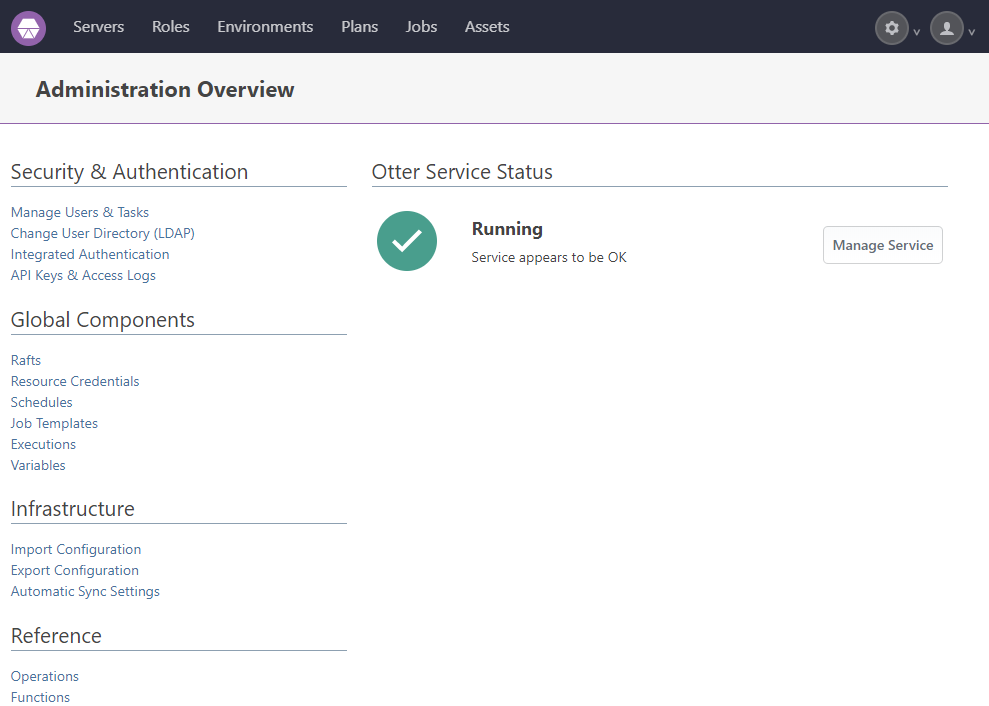 Servers Roles Environments Plans Jobs Assets
Administration Overview
Security & Authentication
Manage Users & Tasks
Change User Directory (LDAP)
Integrated Authentication
API Keys & Access Logs
Global Components
Rafts
Resource Credentials
Schedules
Job Templates
Executions
Variables
Infrastructure
Import Configuration
Export Configuration
Automatic Sync Settings
Reference
Operations
Functions
Otter Service Status
Running
Service appears to be OK
Manage Service